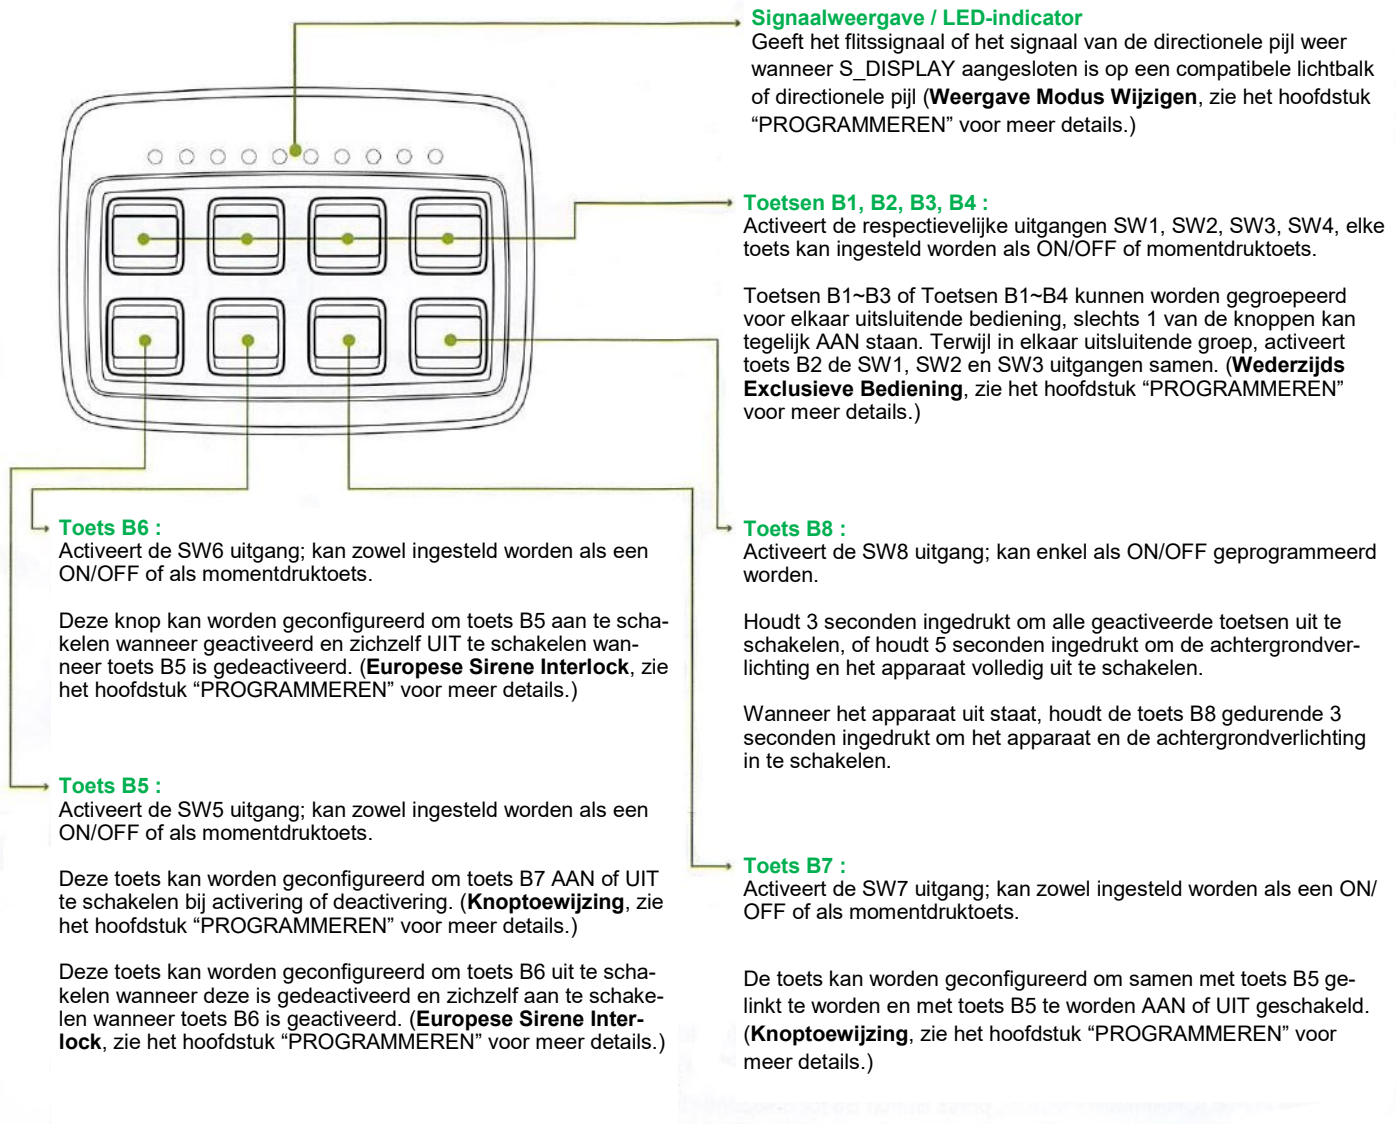 Signaalweergave / LED-indicator
Geeft het flitssignaal of het signaal van de directionele pijl weer
wanneer S_DISPLAY aangesloten is op een compatibele lichtbalk
of directionele pijl (Weergave Modus Wijzigen, zie het hoofdstuk
“PROGRAMMEREN” voor meer details.)
Toetsen B1, B2, B3, B4 :
Activeert de respectievelijke uitgangen SW1, SW2, SW3, SW4, elke
toets kan ingesteld worden als ON/OFF of momentdruktoets.
Toetsen B1~B3 of Toetsen B1~B4 kunnen worden gegroepeerd
voor elkaar uitsluitende bediening, slechts 1 van de knoppen kan
tegelijk AAN staan. Terwijl in elkaar uitsluitende groep, activeert
toets B2 de SW1, SW2 en SW3 uitgangen samen. (Wederzijds
Exclusieve Bediening, zie het hoofdstuk “PROGRAMMEREN”
voor meer details.)
Toets B6 :
Activeert de SW6 uitgang; kan zowel ingesteld worden als een
ON/OFF of als momentdruktoets.
Deze knop kan worden geconfigureerd om toets B5 aan te scha-
kelen wanneer geactiveerd en zichzelf UIT te schakelen wan-
neer toets B5 is gedeactiveerd. (Europese Sirene Interlock, zie
het hoofdstuk “PROGRAMMEREN” voor meer details.)
Toets B5 :
Activeert de SW5 uitgang; kan zowel ingesteld worden als een
ON/OFF of als momentdruktoets.
Deze toets kan worden geconfigureerd om toets B7 AAN of UIT
te schakelen bij activering of deactivering. (Knoptoewijzing, zie
het hoofdstuk “PROGRAMMEREN” voor meer details.)
Deze toets kan worden geconfigureerd om toets B6 uit te scha-
kelen wanneer deze is gedeactiveerd en zichzelf aan te schake-
len wanneer toets B6 is geactiveerd. (Europese Sirene Inter-
lock, zie het hoofdstuk “PROGRAMMEREN” voor meer details.)
Toets B8 :
Activeert de SW8 uitgang; kan enkel als ON/OFF geprogrammeerd
worden.
Houdt 3 seconden ingedrukt om alle geactiveerde toetsen uit te
schakelen, of houdt 5 seconden ingedrukt om de achtergrondver-
lichting en het apparaat volledig uit te schakelen.
Wanneer het apparaat uit staat, houdt de toets B8 gedurende 3
seconden ingedrukt om het apparaat en de achtergrondverlichting
in te schakelen.
Toets B7 :
Activeert de SW7 uitgang; kan zowel ingesteld worden als een ON/
OFF of als momentdruktoets.
De toets kan worden geconfigureerd om samen met toets B5 ge-
linkt te worden en met toets B5 te worden AAN of UIT geschakeld.
(Knoptoewijzing, zie het hoofdstuk “PROGRAMMEREN” voor
meer details.)